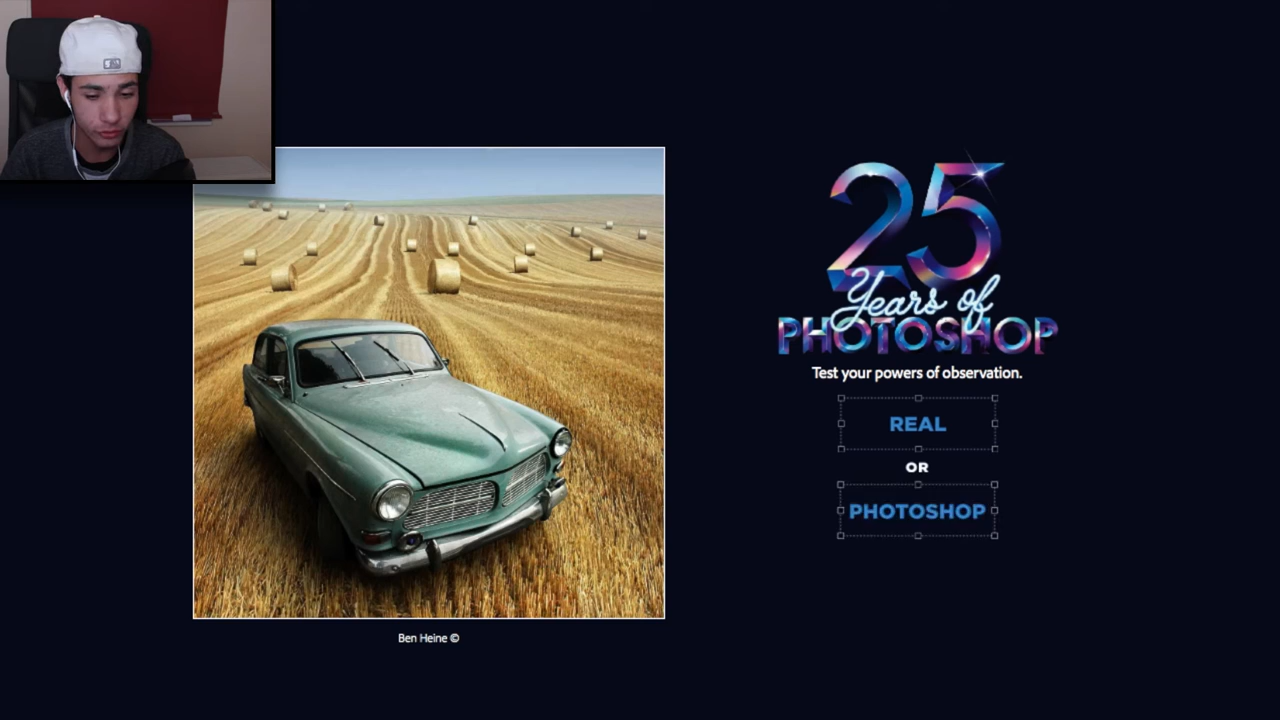 25
Years of
PHOTOSHOP
Test your powers of observation.
REAL
OR
PHOTOSHOP
Ben Heine ©